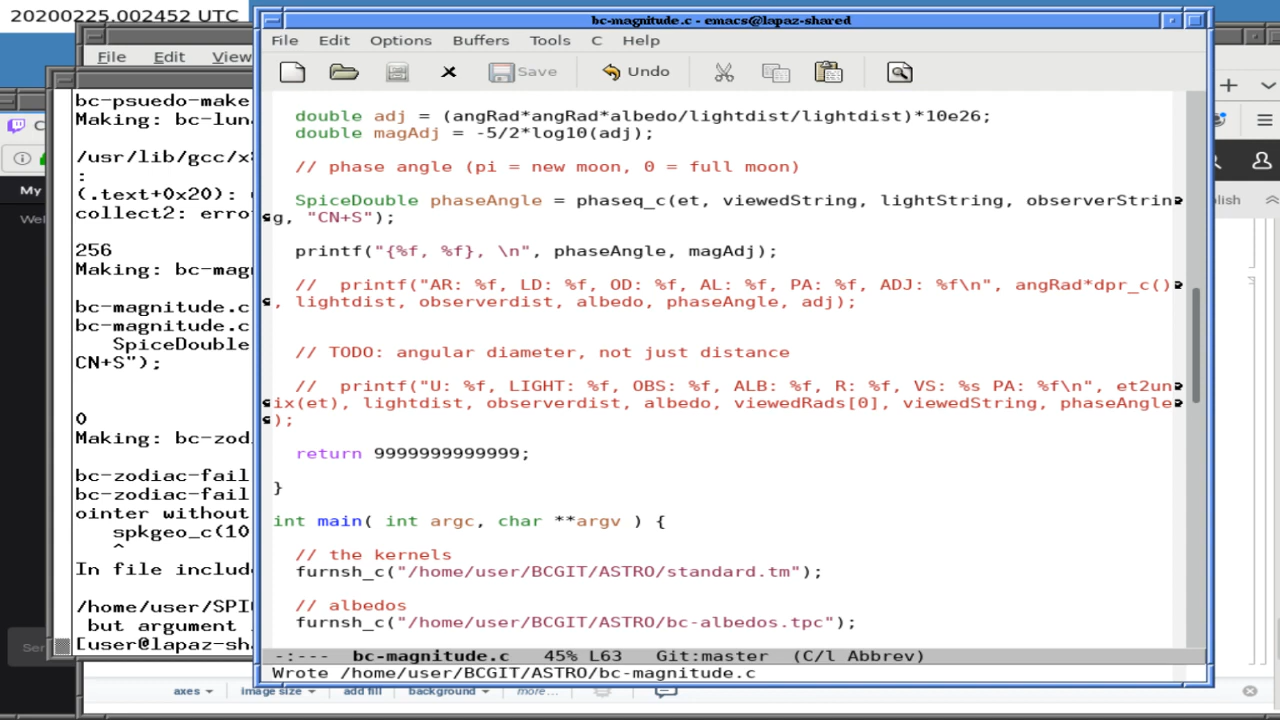 20200225.002452 UTC
bc-magnitude.c - emacs@lapaz-shared
File Edit View
File Edit Options Buffers Tools C Help
Save Undo
bc-psuedo-make
Making: bc-luna
/usr/lib/gcc/x8
:
(.text+0x20): u
collect2: error
256
Making: bc-magn
bc-magnitude.c
bc-magnitude.c
SpiceDouble
CN+S");
0
Making: bc-zod
bc-zodiac-fail
bc-zodiac-fail
ointer without
spkgeo_c(10
^
In file include
/home/user/SPI
but argument
[user@lapaz-sh
My
Wel
Ser
double adj = (angRad*angRad*albedo/lightdist/lightdist)*10e26;
double magAdj = -5/2*log10(adj);
// phase angle (pi = new moon, 0 = full moon)
SpiceDouble phaseAngle = phaseq_c(et, viewedString, lightString, observerStrin
g, "CN+S");
printf("{%f, %f}, \n", phaseAngle, magAdj);
//  printf("AR: %f, LD: %f, OD: %f, AL: %f, PA: %f, ADJ: %f\n", angRad*dpr_c()
, lightdist, observerdist, albedo, phaseAngle, adj);
// TODO: angular diameter, not just distance
//  printf("U: %f, LIGHT: %f, OBS: %f, ALB: %f, R: %f, VS: %s PA: %f\n", et2un
ix(et), lightdist, observerdist, albedo, viewedRads[0], viewedString, phaseAngle
);
return 9999999999999;
}
int main( int argc, char **argv ) {
// the kernels
furnsh_c("/home/user/BCGIT/ASTRO/standard.tm");
// albedos
furnsh_c("/home/user/BCGIT/ASTRO/bc-albedos.tpc");
-:--- bc-magnitude.c 45% L63 Git:master (C/l Abbrev)
Wrote /home/user/BCGIT/ASTRO/bc-magnitude.c
axes image size add fill background more...
lish